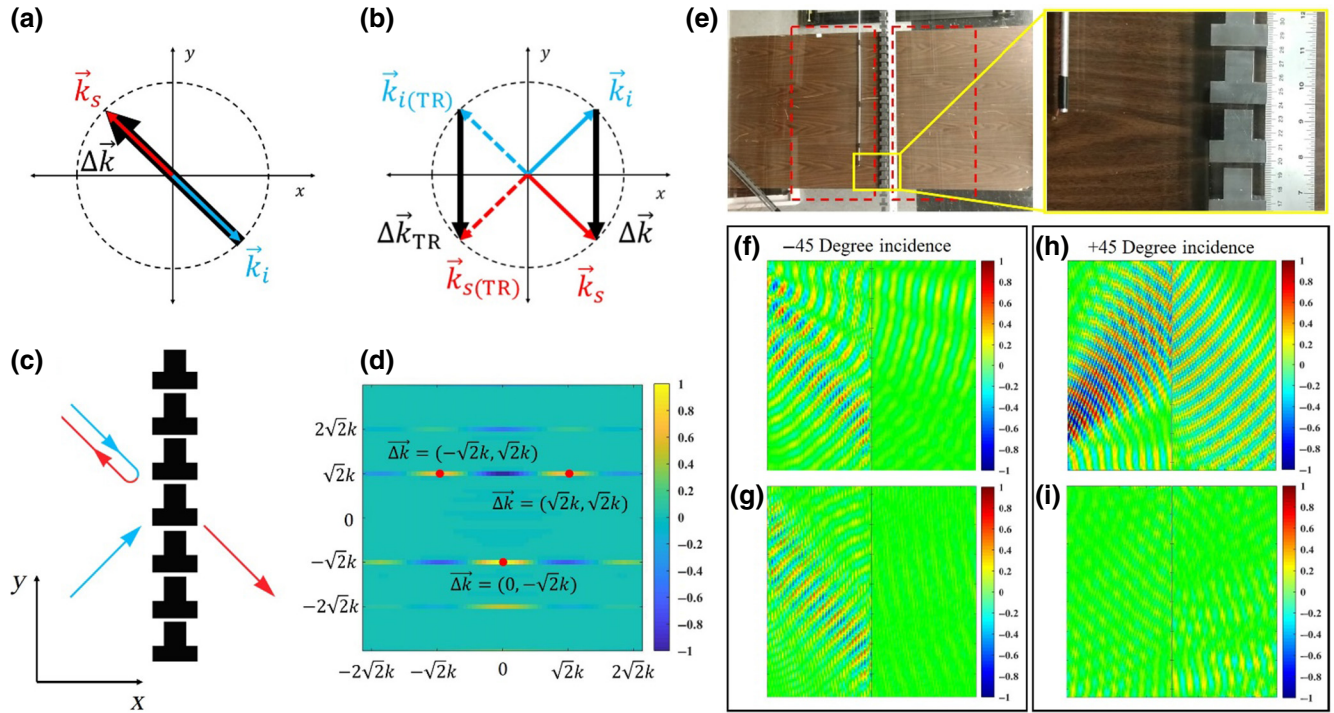 (a)
y
x
k⃗s
Δk⃗
k⃗i
(b)
y
x
k⃗i(TR)
k⃗i
Δk⃗TR
Δk⃗
k⃗s(TR)
k⃗s
(c)
y
x
(d)
2√2k
√2k
0
−√2k
−2√2k
Δk⃗ = (−√2k, √2k)
Δk⃗ = (√2k, √2k)
Δk⃗ = (0, −√2k)
−2√2k −√2k 0 √2k 2√2k
1
0.8
0.6
0.4
0.2
0
−0.2
−0.4
−0.6
−0.8
−1
(e)
12
11
10
9
8
7
(f)
−45 Degree incidence
1
0.8
0.6
0.4
0.2
0
−0.2
−0.4
−0.6
−0.8
−1
(g)
1
0.8
0.6
0.4
0.2
0
−0.2
−0.4
−0.6
−0.8
−1
(h)
+45 Degree incidence
1
0.8
0.6
0.4
0.2
0
−0.2
−0.4
−0.6
−0.8
−1
(i)
1
0.8
0.6
0.4
0.2
0
−0.2
−0.4
−0.6
−0.8
−1